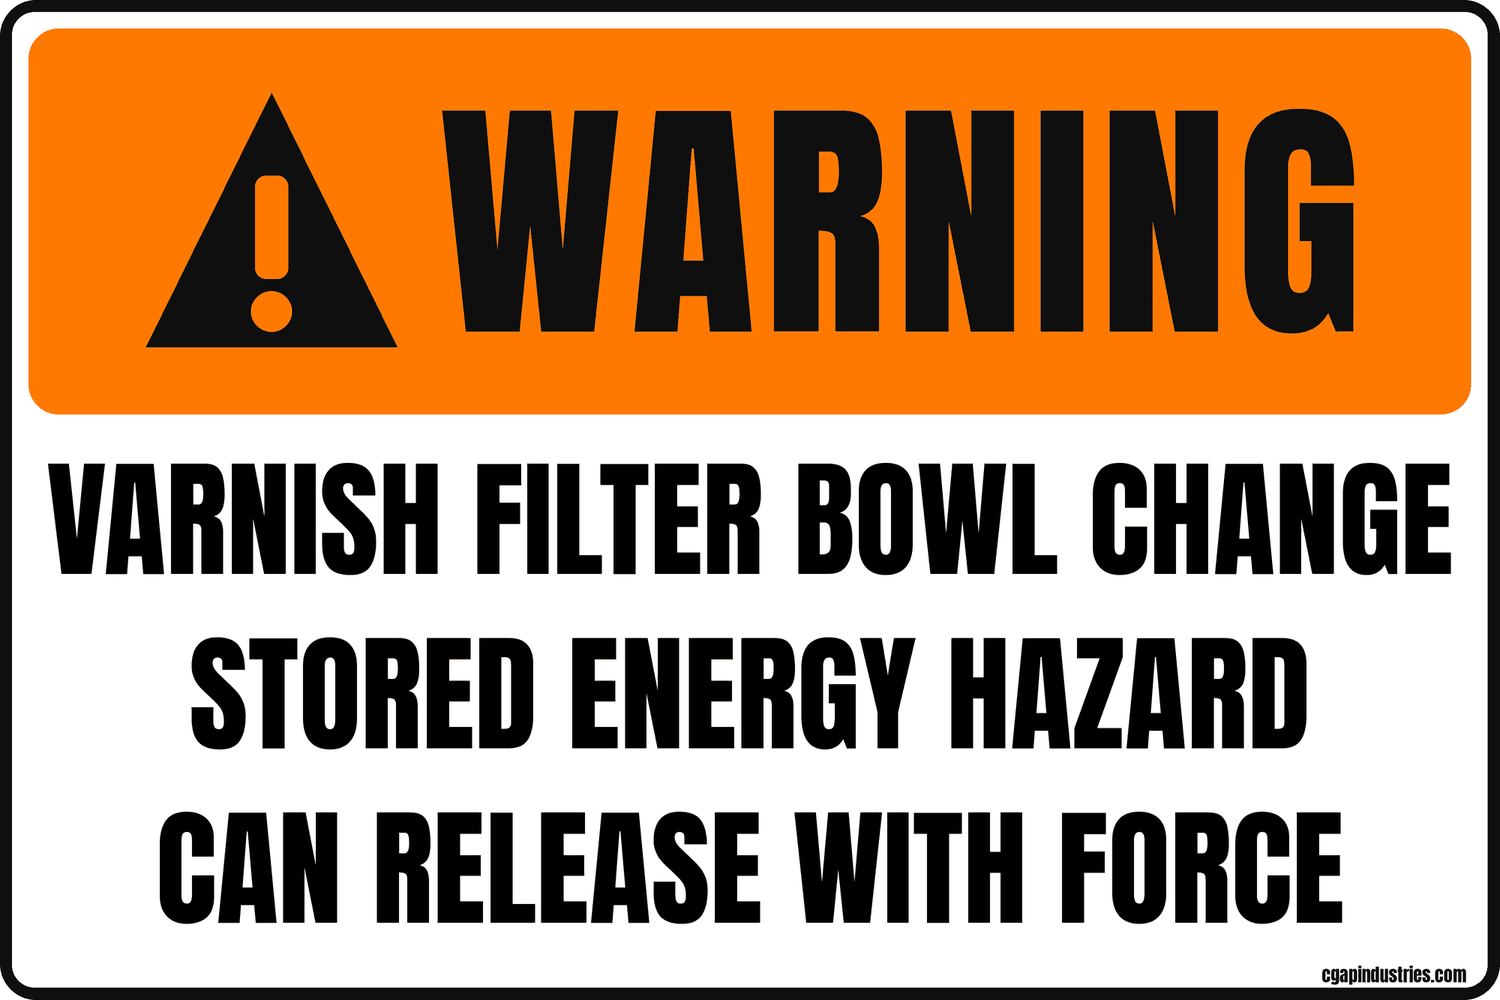 WARNING
VARNISH FILTER BOWL CHANGE
STORED ENERGY HAZARD
CAN RELEASE WITH FORCE
cgapindustries.com